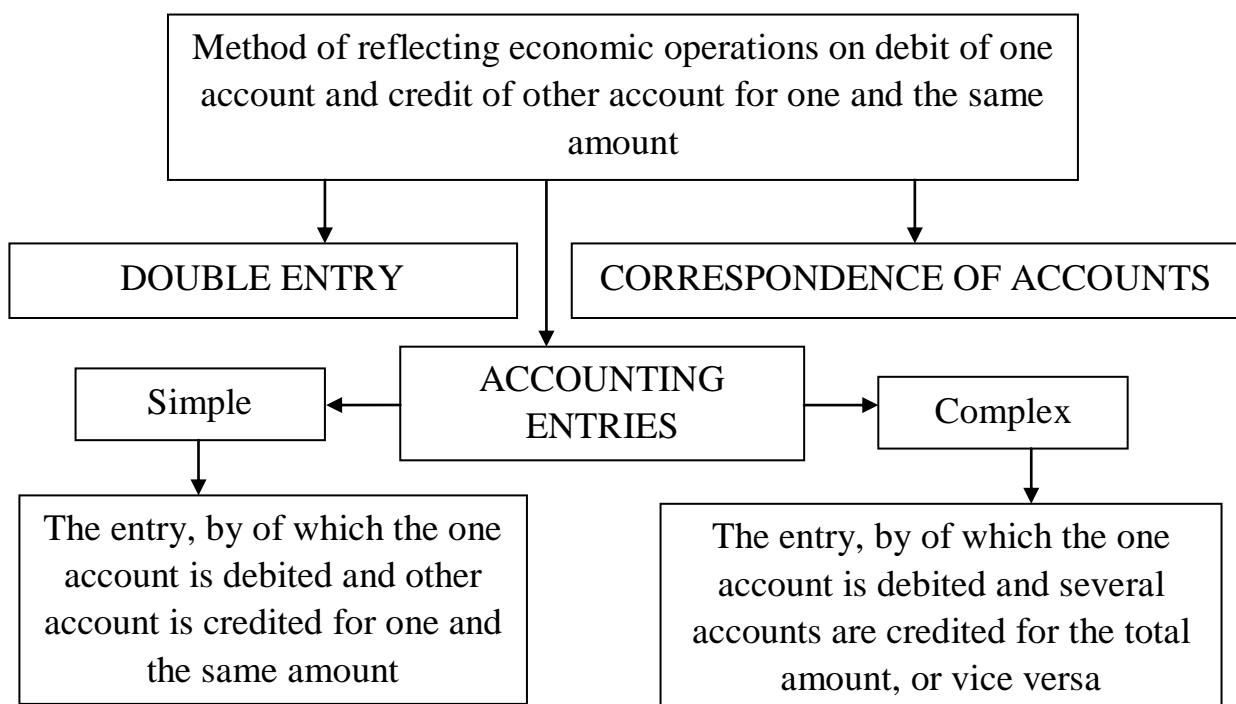 Method of reflecting economic operations on debit of one
account and credit of other account for one and the same
amount
DOUBLE ENTRY
CORRESPONDENCE OF ACCOUNTS
ACCOUNTING
ENTRIES
Simple
Complex
The entry, by of which the one
account is debited and other
account is credited for one and
the same amount
The entry, by of which the one
account is debited and several
accounts are credited for the total
amount, or vice versa